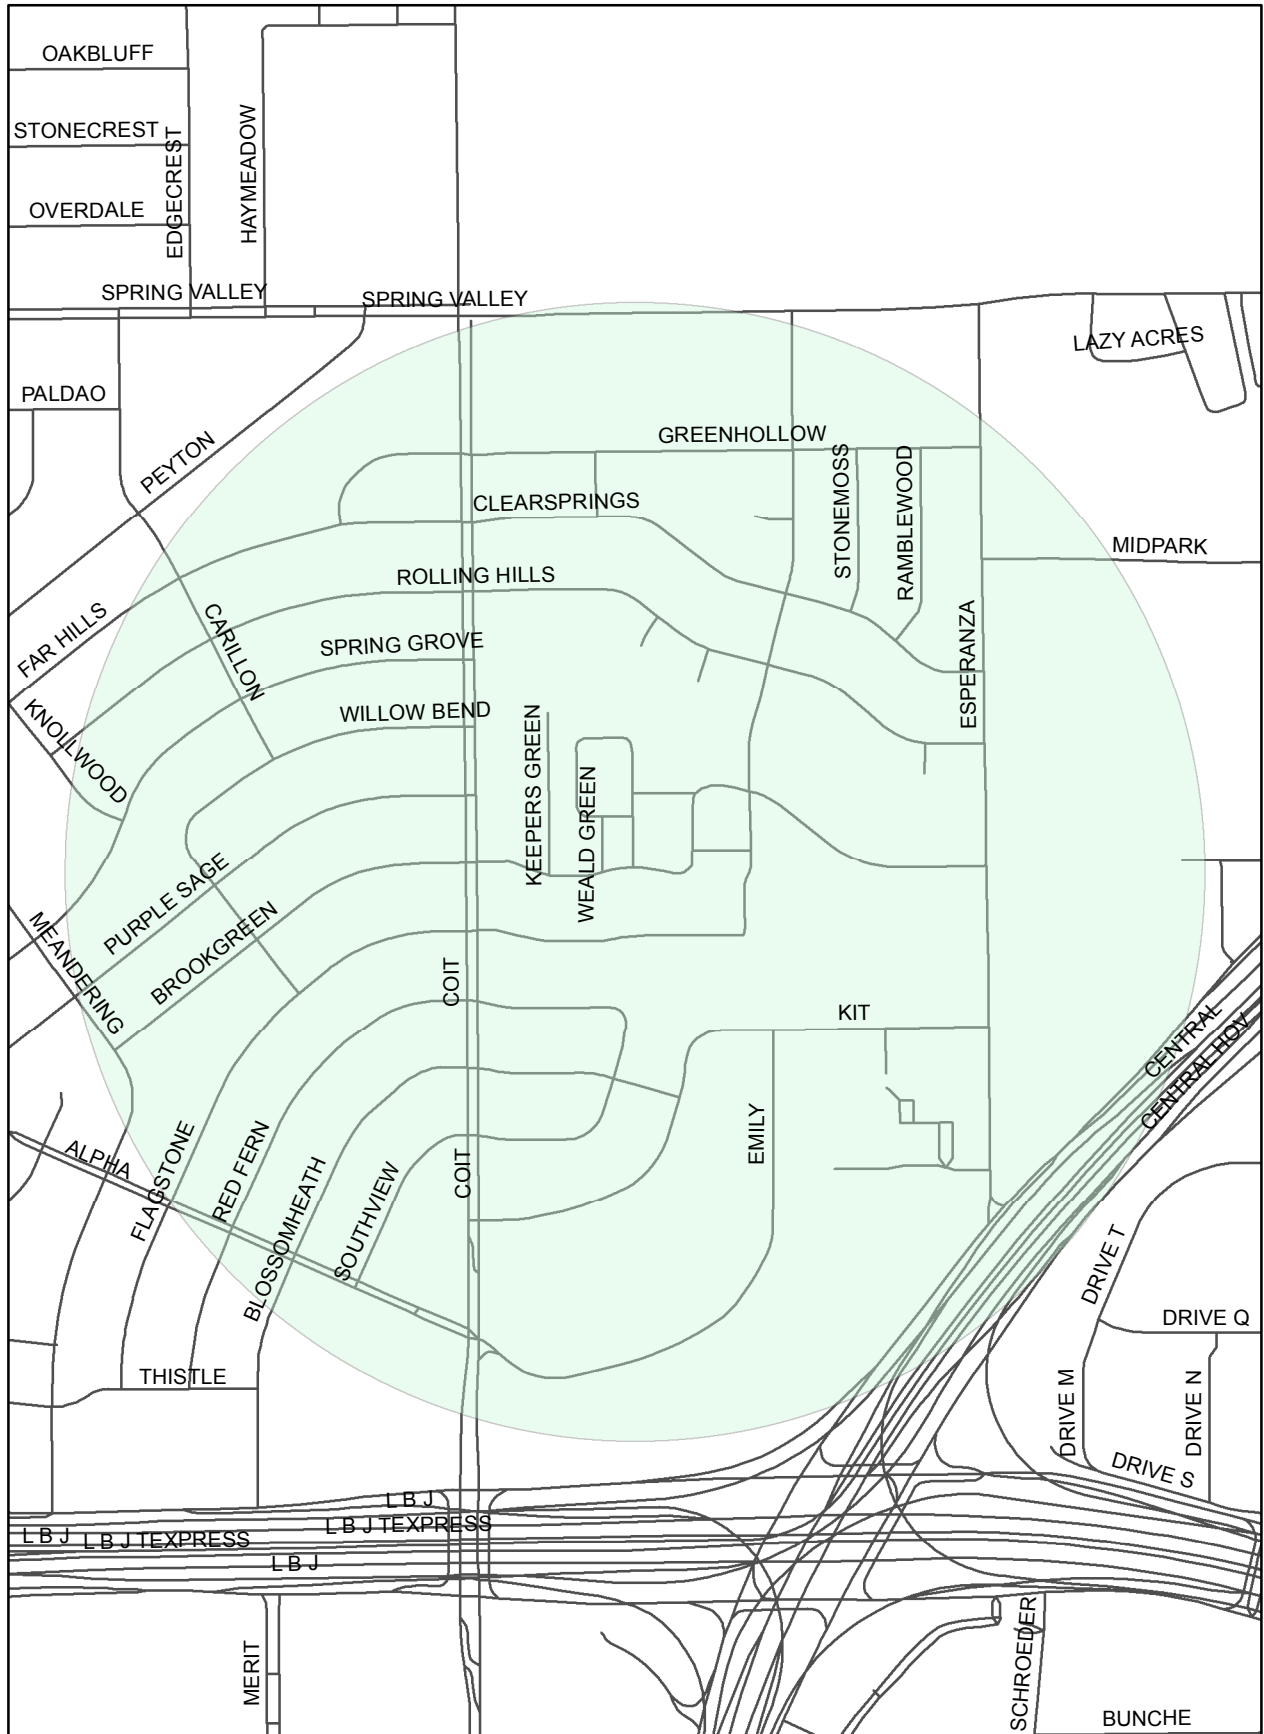 OAKBLUFF
STONECREST
EDGECREST
HAYMEADOW
OVERDALE
SPRING VALLEY
SPRING VALLEY
LAZY ACRES
PALDAO
PEYTON
GREENHOLLOW
STONEMOSS
RAMBLEWOOD
CLEARSPRINGS
MIDPARK
ROLLING HILLS
FAR HILLS
CARILLON
SPRING GROVE
ESPERANZA
KNOLLWOOD
WILLOW BEND
KEEPERS GREEN
WEALD GREEN
PURPLE SAGE
BROOKGREEN
MEANDERING
COIT
KIT
CENTRAL
CENTRAL HOV
EMILY
ALPHA
FLAGSTONE
RED FERN
BLOSSOMHEATH
SOUTHVIEW
COIT
DRIVE T
DRIVE Q
THISTLE
DRIVE M
DRIVE N
DRIVE S
L B J
L B J TEXPRESS
L B J
L B J TEXPRESS
L B J
MERIT
SCHROEDER
BUNCHE